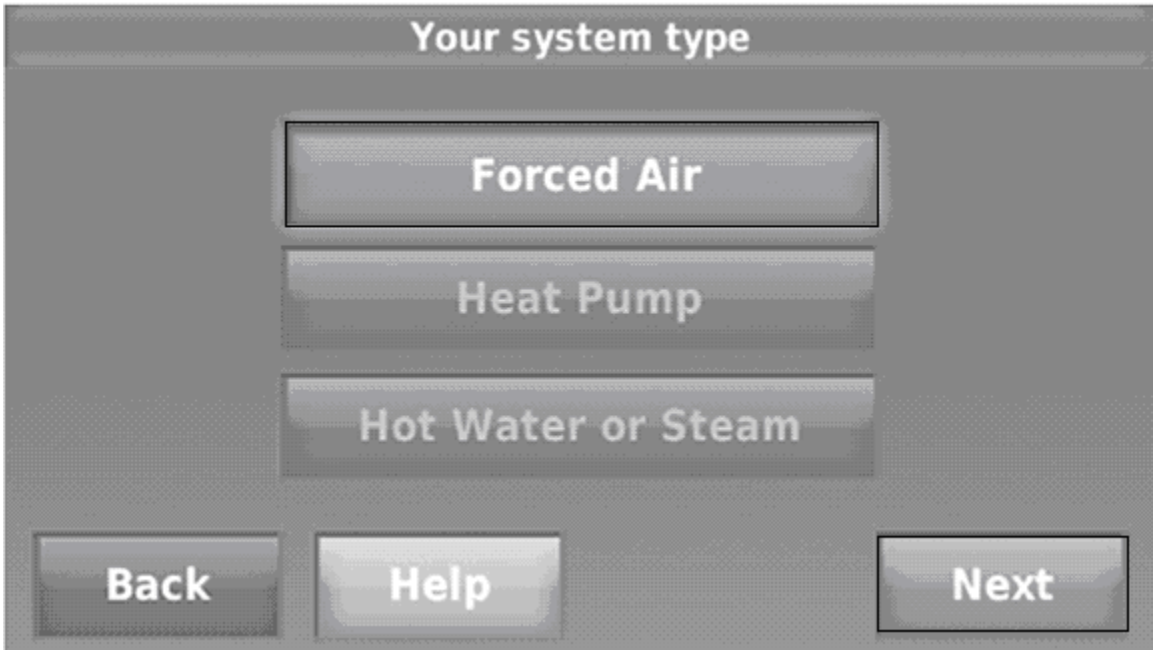 Your system type
Forced Air
Heat Pump
Hot Water or Steam
Back Help Next